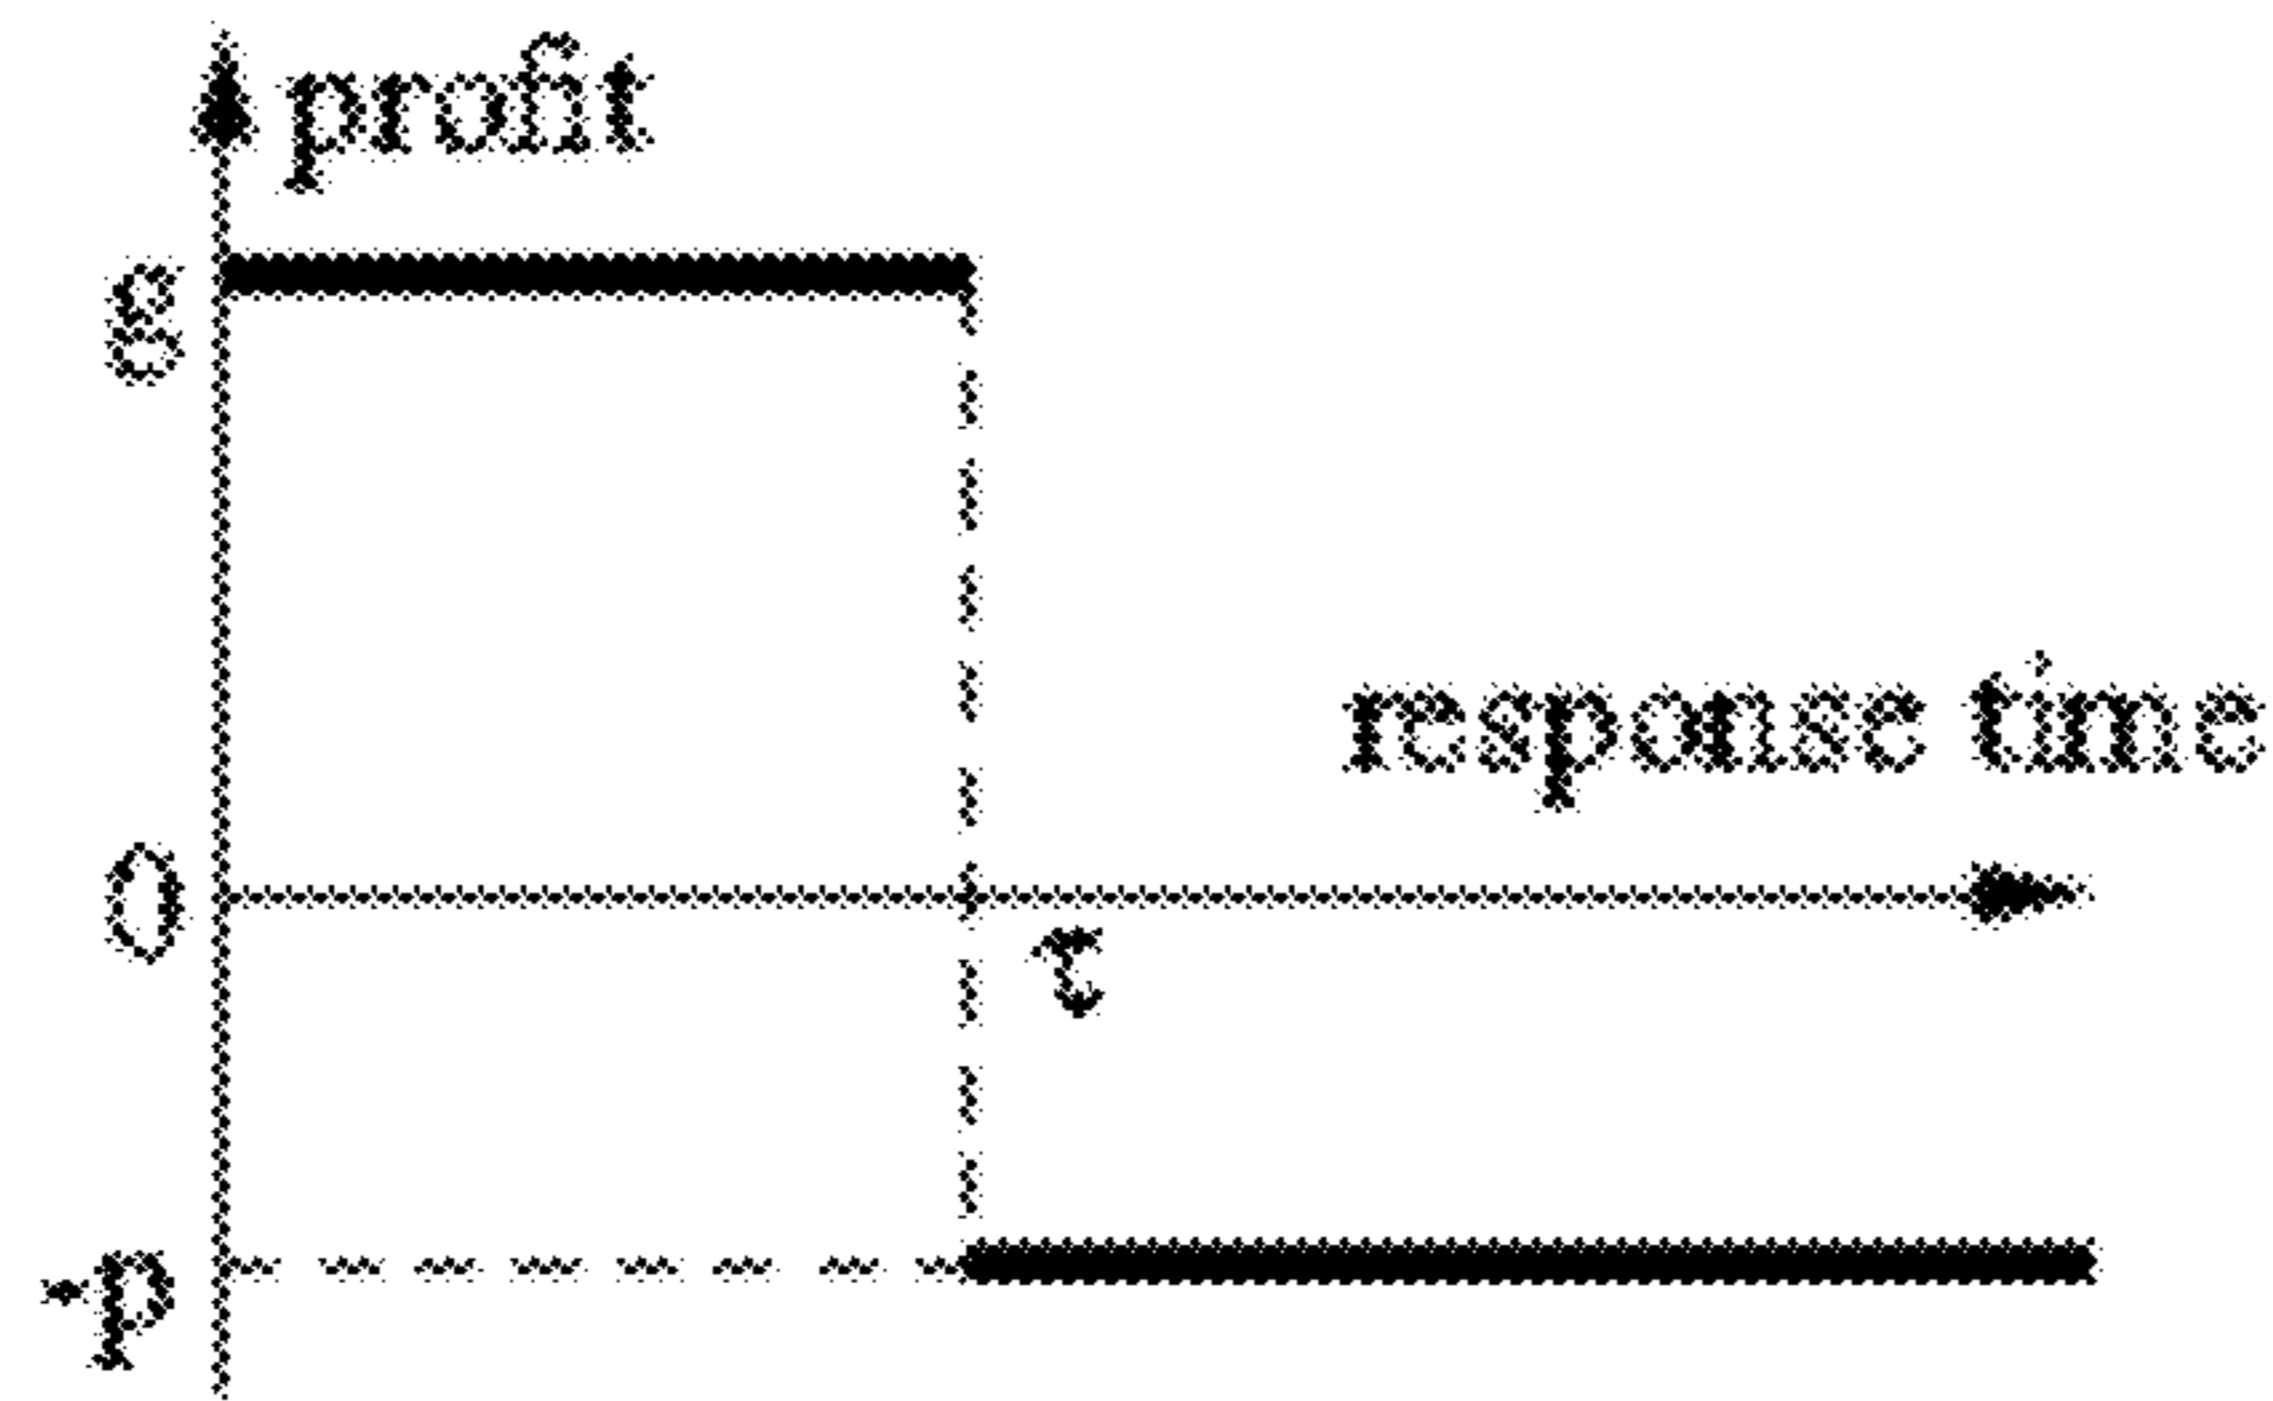 profit
g
response time
0
τ
-p